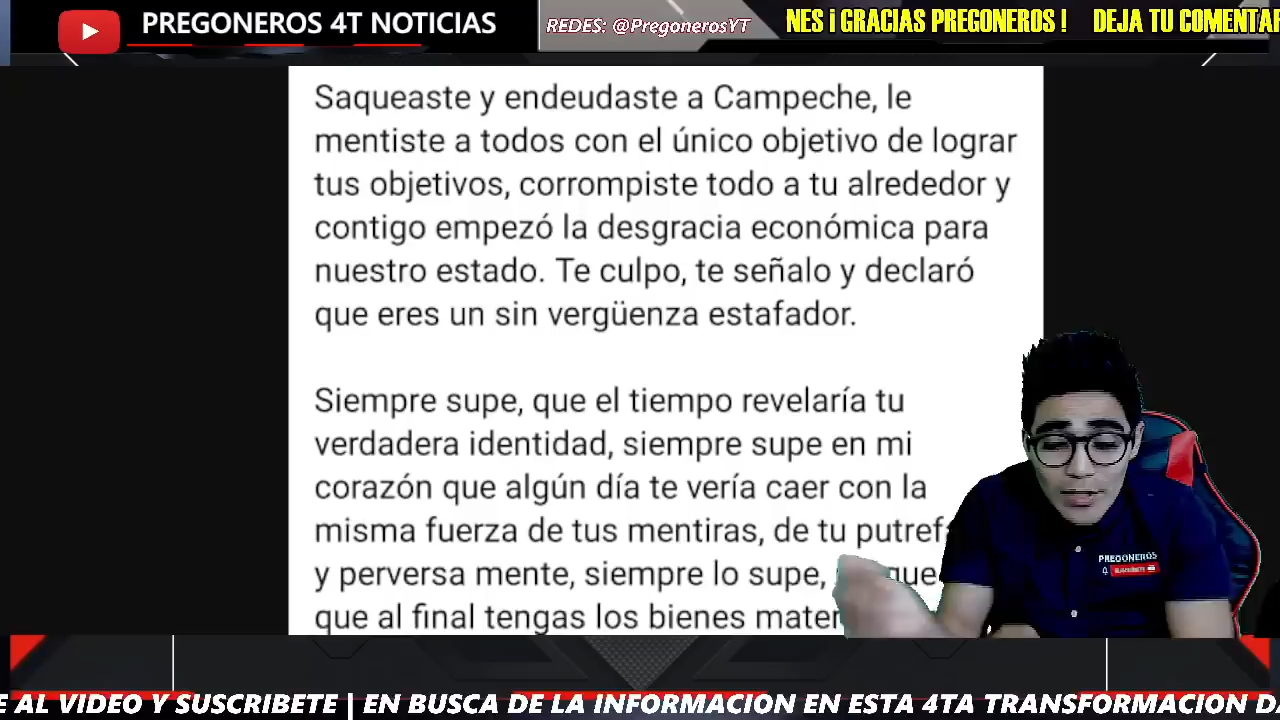 PREGONEROS 4T NOTICIAS
REDES: @PregonerosYT
NES ¡ GRACIAS PREGONEROS ! DEJA TU COMENTAR
Saqueaste y endeudaste a Campeche, le
mentiste a todos con el único objetivo de lograr
tus objetivos, corrompiste todo a tu alrededor y
contigo empezó la desgracia económica para
nuestro estado. Te culpo, te señalo y declaró
que eres un sin vergüenza estafador.
Siempre supe, que el tiempo revelaría tu
verdadera identidad, siempre supe en mi
corazón que algún día te vería caer con la
misma fuerza de tus mentiras, de tu
y perversa mente, siempre lo supe,
que al final tengas los bienes
PREGONEROS
E AL VIDEO Y SUSCRIBETE | EN BUSCA DE LA INFORMACION EN ESTA 4TA TRANSFORMACION DA